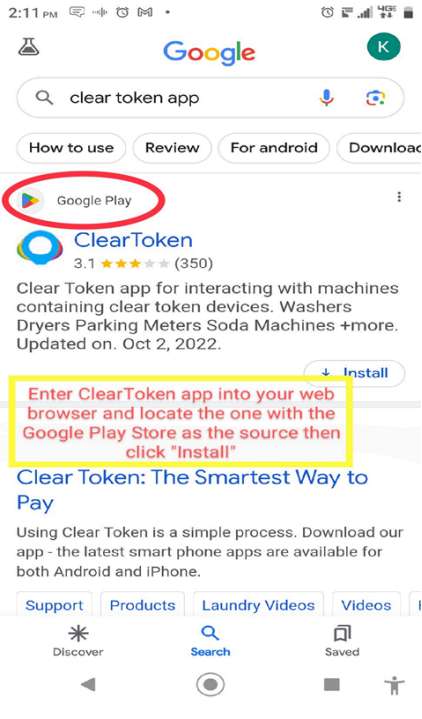 2:11 PM
4GE
Google
K
clear token app
How to use
Review
For android
Downloac
Google Play
ClearToken
3.1 ★★★★★ (350)
Clear Token app for interacting with machines
containing clear token devices. Washers
Dryers Parking Meters Soda Machines +more.
Updated on. Oct 2, 2022.
Install
Enter ClearToken app into your web
browser and locate the one with the
Google Play Store as the source then
click "Install"
Clear Token: The Smartest Way to
Pay
Using Clear Token is a simple process. Download our
app - the latest smart phone apps are available for
both Android and iPhone.
Support
Products
Laundry Videos
Videos
Discover
Search
Saved